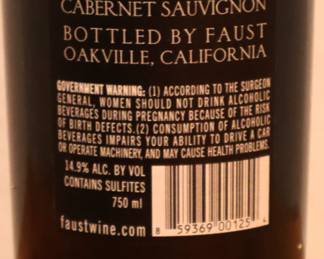 CABERNET SAUVIGNON
BOTTLED BY FAUST
OAKVILLE, CALIFORNIA
GOVERNMENT WARNING: (1) ACCORDING TO THE SURGEON
GENERAL, WOMEN SHOULD NOT DRINK ALCOHOLIC
BEVERAGES DURING PREGNANCY BECAUSE OF THE RISK
OF BIRTH DEFECTS.(2) CONSUMPTION OF ALCOHOLIC
BEVERAGES IMPAIRS YOUR ABILITY TO DRIVE A CAR
OR OPERATE MACHINERY, AND MAY CAUSE HEALTH PROBLEMS.
14.9% ALC. BY VOL
CONTAINS SULFITES
750 ml
faustwine.com
8 59369 00125 4